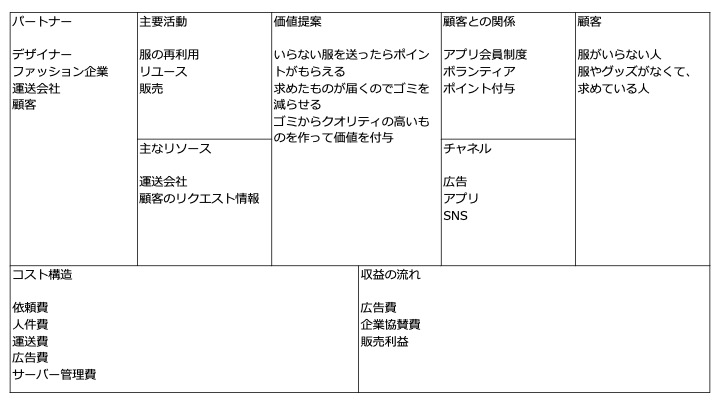 パートナー
デザイナー
ファッション企業
運送会社
顧客
主要活動
服の再利用
リユース
販売
主なリソース
運送会社
顧客のリクエスト情報
価値提案
いらない服を送ったらポイン
トがもらえる
求めたものが届くのでゴミを
減らせる
ゴミからクオリティの高いも
のを作って価値を付与
顧客との関係
アプリ会員制度
ボランティア
ポイント付与
チャネル
広告
アプリ
SNS
顧客
服がいらない人
服やグッズがなくて、
求めている人
コスト構造
依頼費
人件費
運送費
広告費
サーバー管理費
収益の流れ
広告費
企業協賛費
販売利益